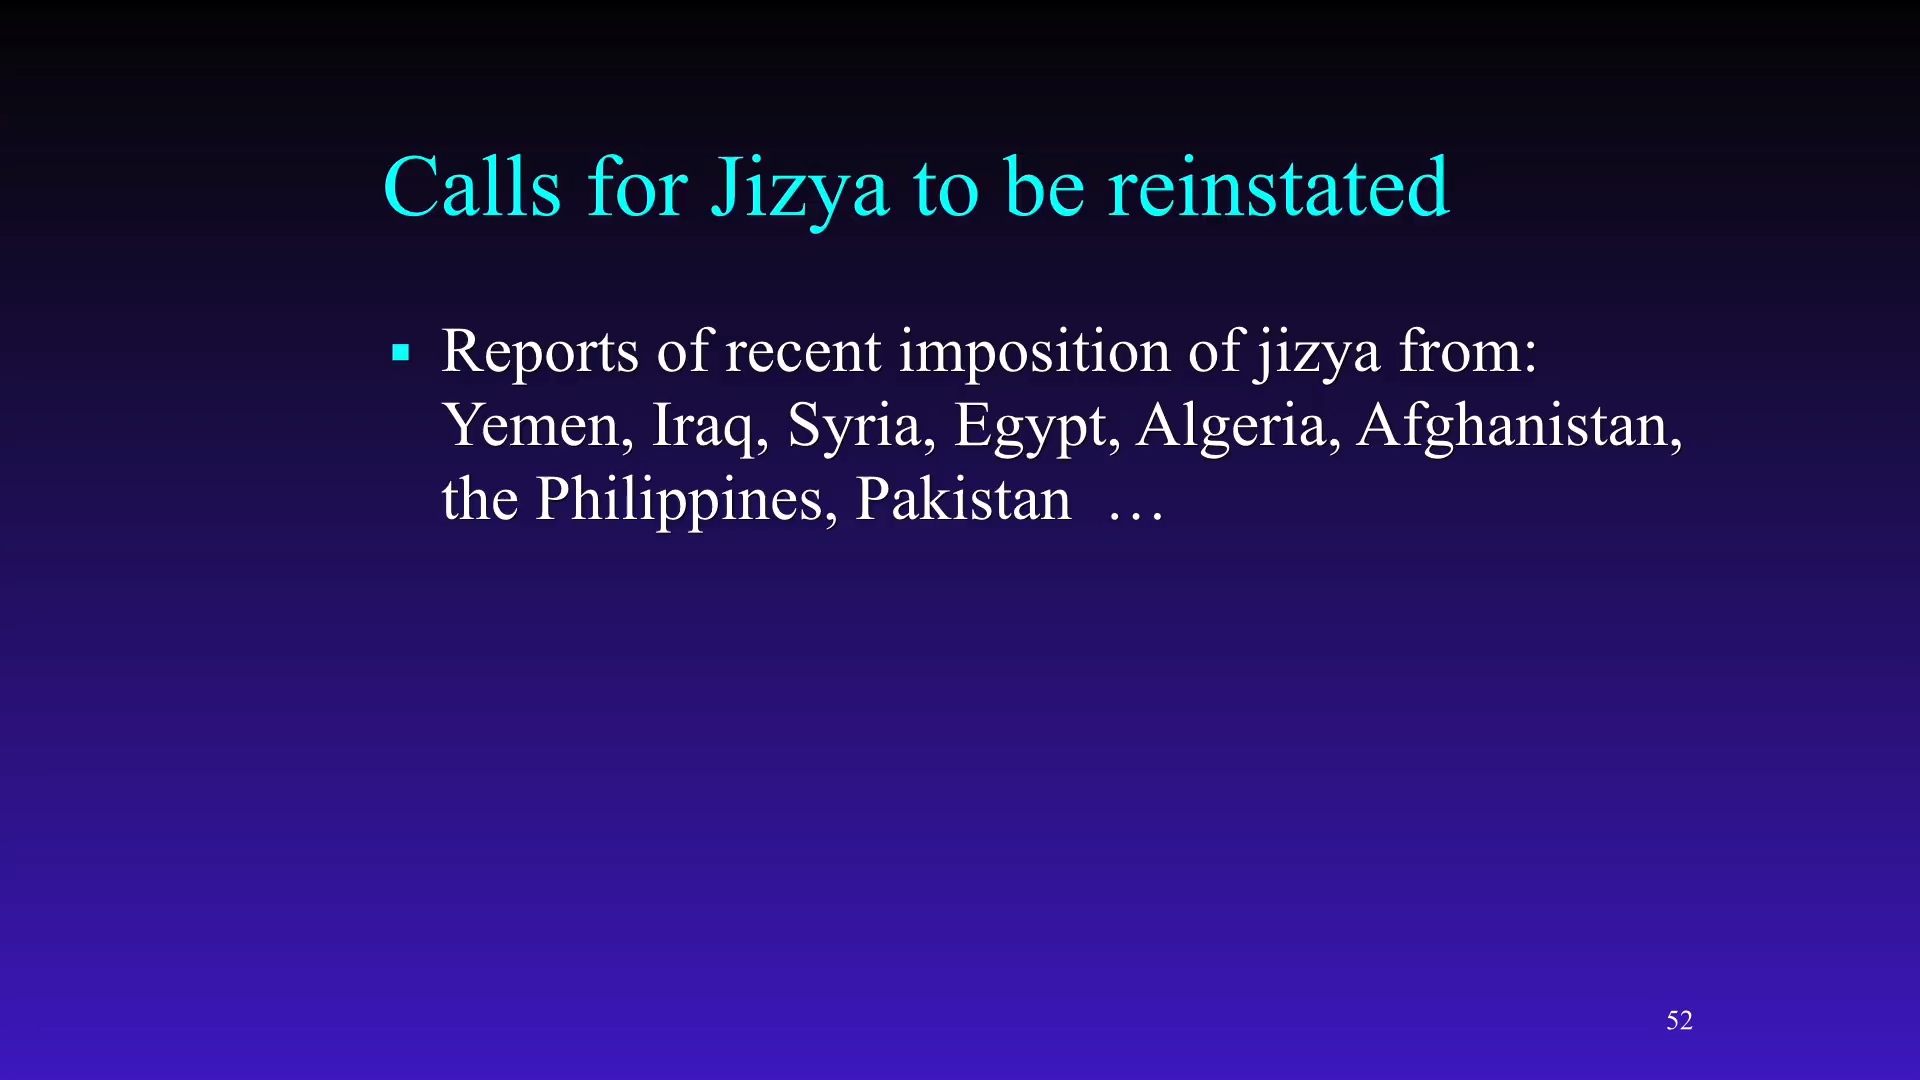 Calls for Jizya to be reinstated
▪ Reports of recent imposition of jizya from:
Yemen, Iraq, Syria, Egypt, Algeria, Afghanistan,
the Philippines, Pakistan  …
52